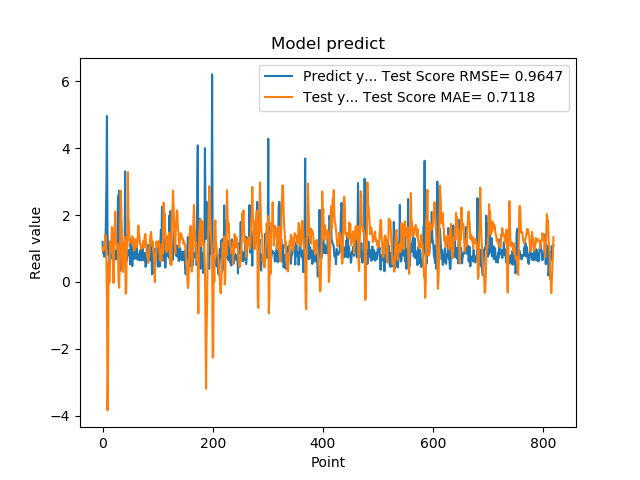 Model predict
Predict y... Test Score RMSE= 0.9647
Test y... Test Score MAE= 0.7118
Real value
6
4
2
0
−2
−4
0 200 400 600 800
Point